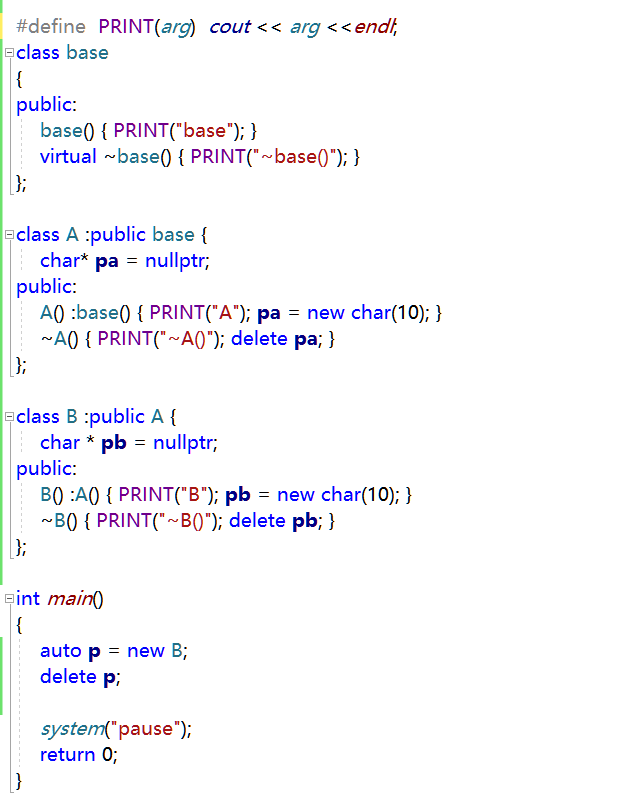 #define PRINT(arg) cout << arg <<endl;
class base
{
public:
base() { PRINT("base"); }
virtual ~base() { PRINT("~base()"); }
};
class A :public base {
char* pa = nullptr;
public:
A() :base() { PRINT("A"); pa = new char(10); }
~A() { PRINT("~A()"); delete pa; }
};
class B :public A {
char * pb = nullptr;
public:
B() :A() { PRINT("B"); pb = new char(10); }
~B() { PRINT("~B()"); delete pb; }
};
int main()
{
auto p = new B;
delete p;
system("pause");
return 0;
}